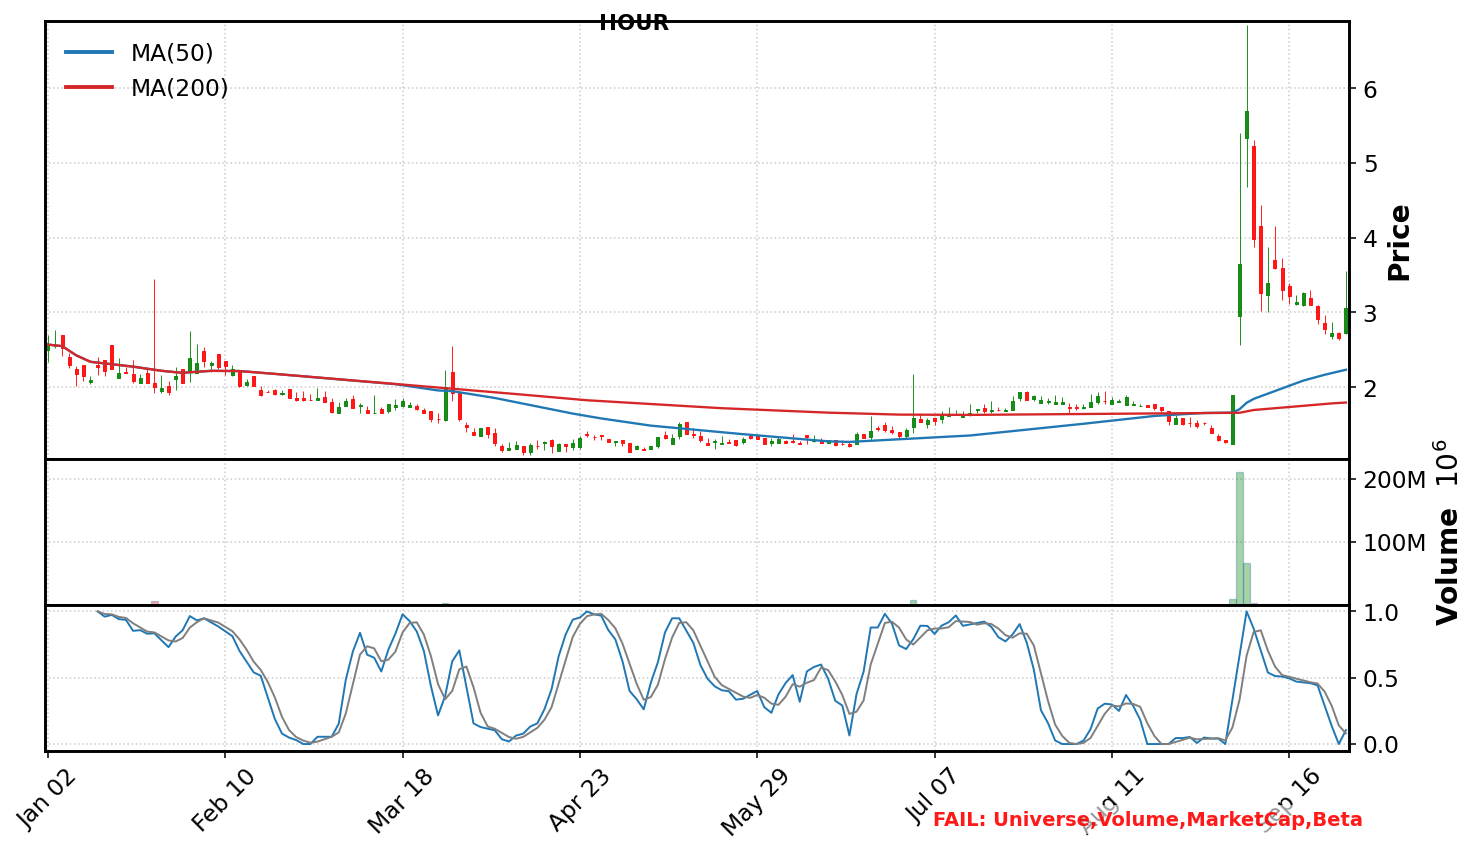 HOUR
MA(50)
MA(200)
6
5
4
3
2
Price
200M
100M
Volume 10^6
1.0
0.5
0.0
Jan 02
Feb 10
Mar 18
Apr 23
May 29
Jul 07
Aug 11
Sep 16
FAIL: Universe,Volume,MarketCap,Beta